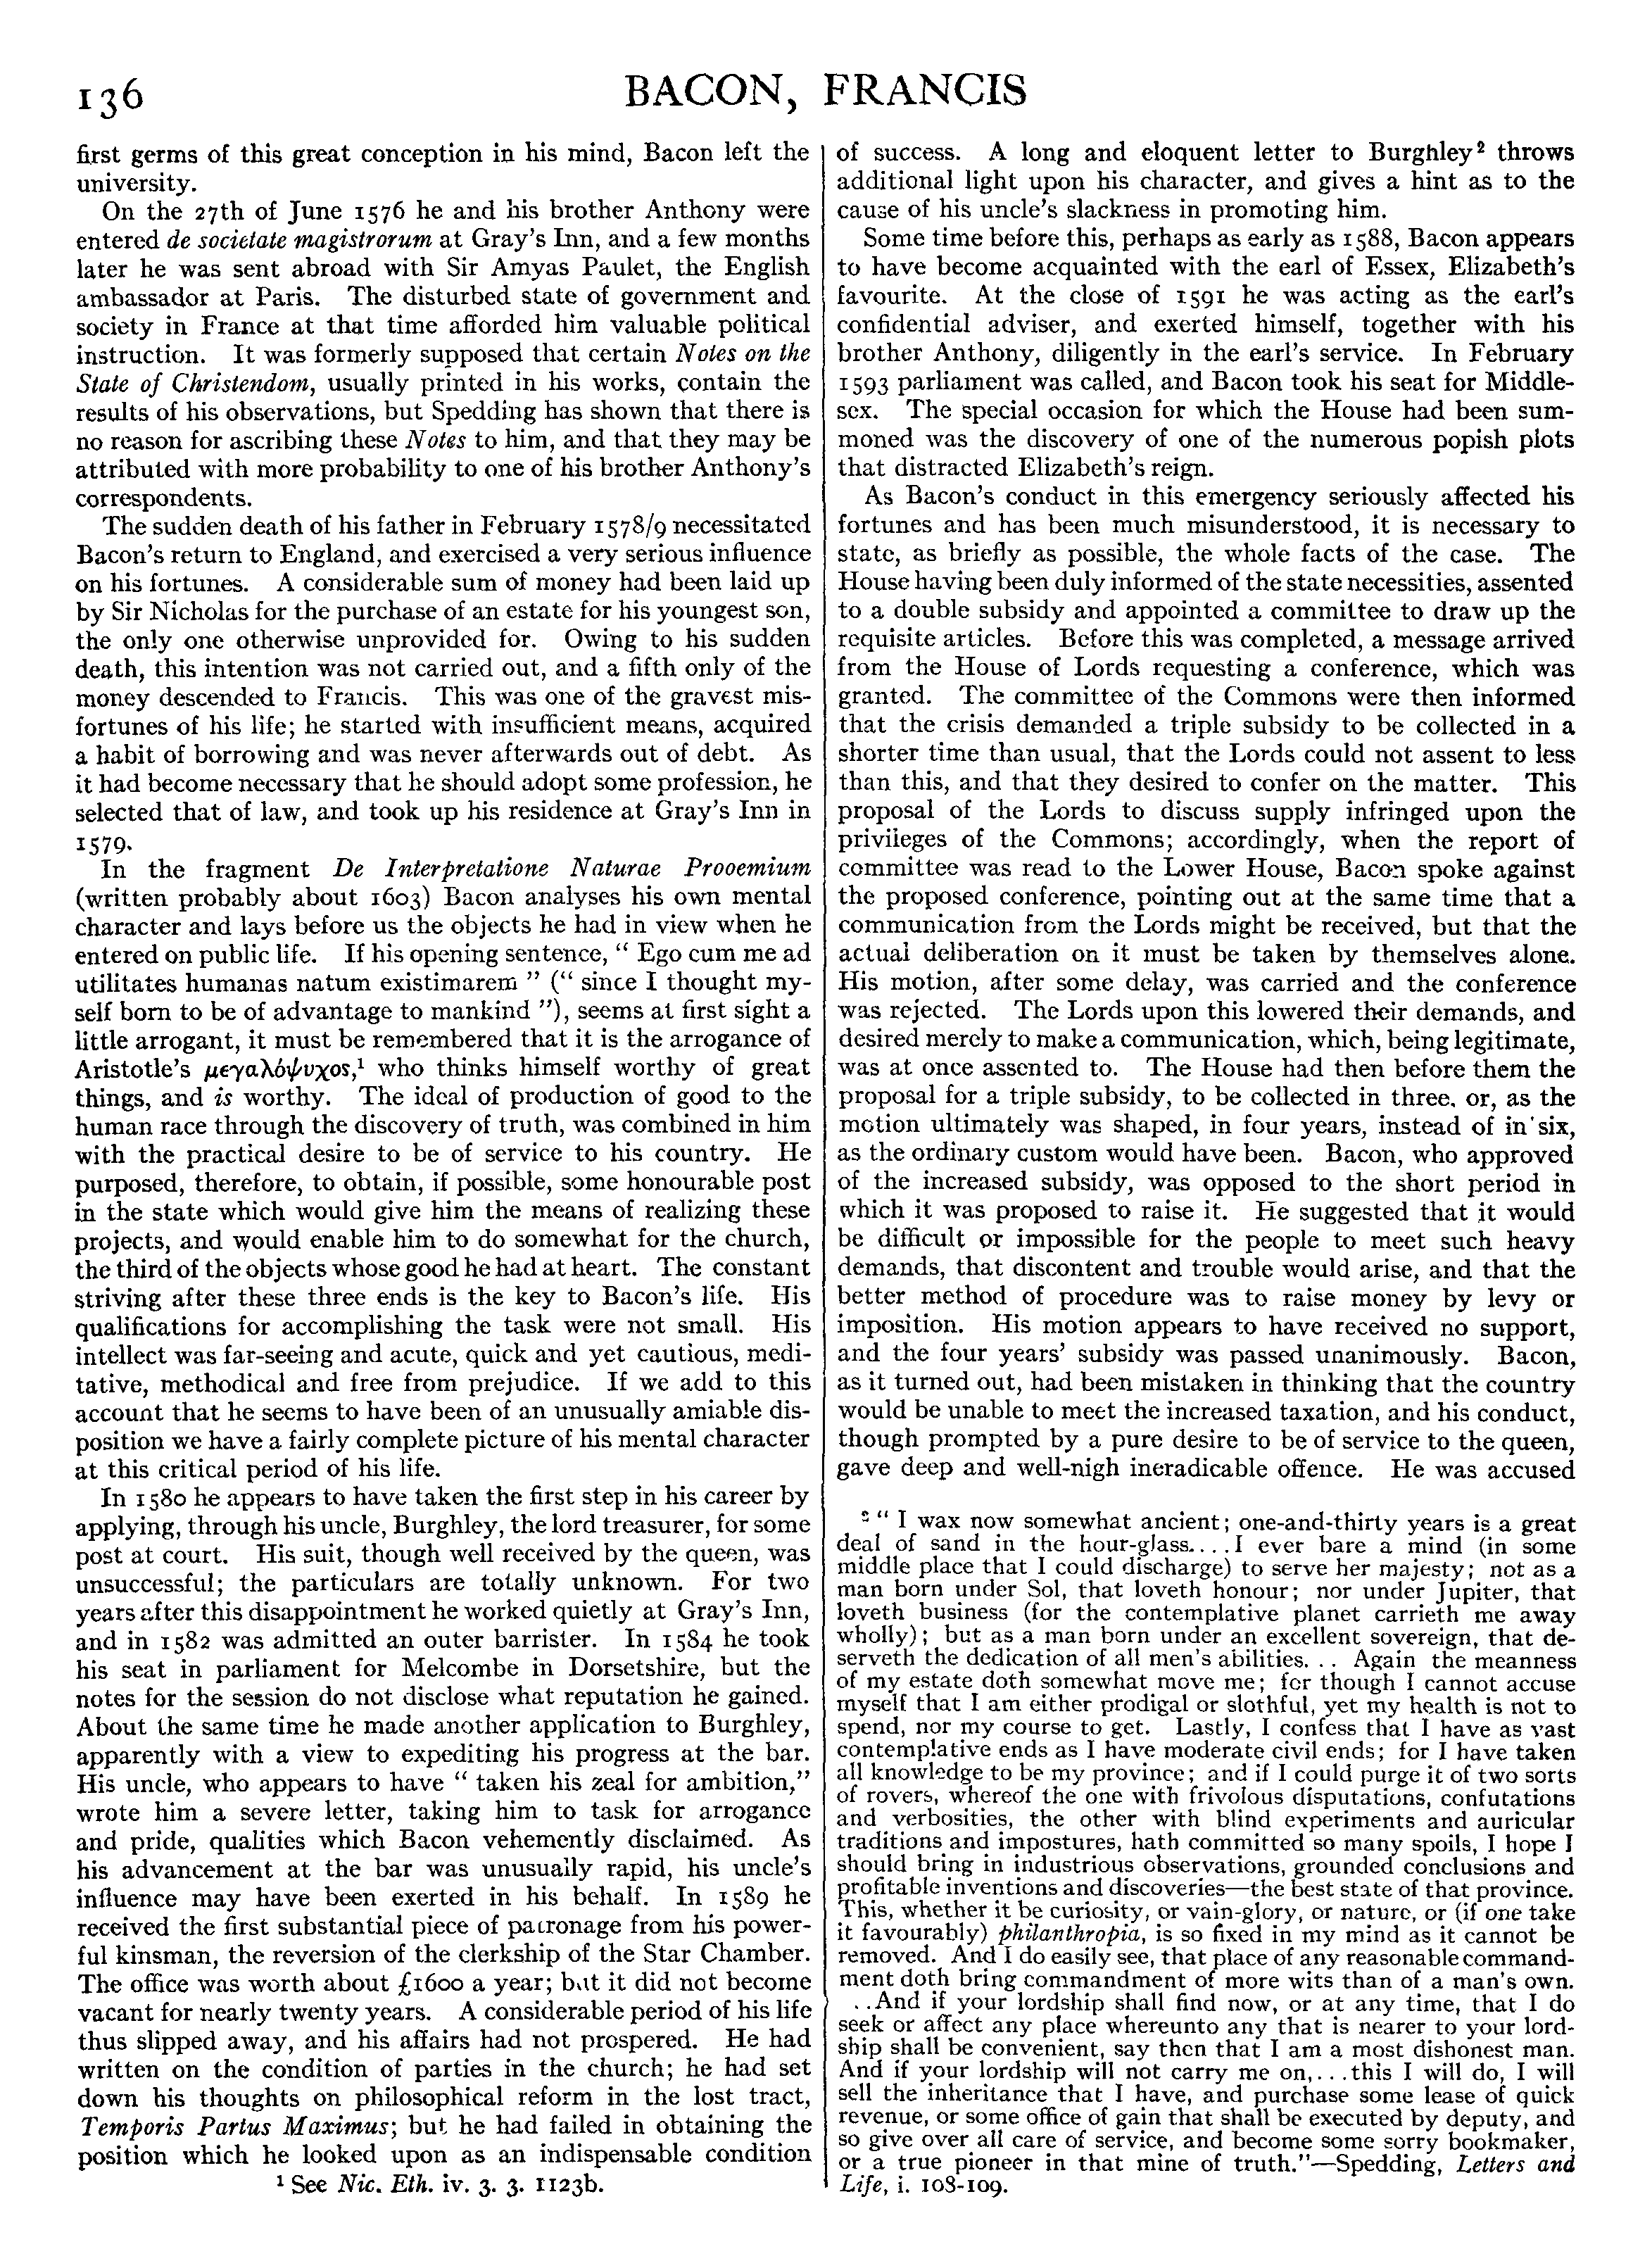 136
BACON, FRANCIS
first germs of this great conception in his mind, Bacon left the
university.
On the 27th of June 1576 he and his brother Anthony were
entered de societate magistrorum at Gray's Inn, and a few months
later he was sent abroad with Sir Amyas Paulet, the English
ambassador at Paris. The disturbed state of government and
society in France at that time afforded him valuable political
instruction. It was formerly supposed that certain Notes on the
State of Christendom, usually printed in his works, contain the
results of his observations, but Spedding has shown that there is
no reason for ascribing these Notes to him, and that they may be
attributed with more probability to one of his brother Anthony's
correspondents.
The sudden death of his father in February 1578/9 necessitated
Bacon's return to England, and exercised a very serious influence
on his fortunes. A considerable sum of money had been laid up
by Sir Nicholas for the purchase of an estate for his youngest son,
the only one otherwise unprovided for. Owing to his sudden
death, this intention was not carried out, and a fifth only of the
money descended to Francis. This was one of the gravest mis-
fortunes of his life; he started with insufficient means, acquired
a habit of borrowing and was never afterwards out of debt. As
it had become necessary that he should adopt some profession, he
selected that of law, and took up his residence at Gray's Inn in
1579.
In the fragment De Interpretatione Naturae Prooemium
(written probably about 1603) Bacon analyses his own mental
character and lays before us the objects he had in view when he
entered on public life. If his opening sentence, “ Ego cum me ad
utilitates humanas natum existimarem ” (“ since I thought my-
self born to be of advantage to mankind ”), seems at first sight a
little arrogant, it must be remembered that it is the arrogance of
Aristotle's μεγαλόψυχος,¹ who thinks himself worthy of great
things, and is worthy. The ideal of production of good to the
human race through the discovery of truth, was combined in him
with the practical desire to be of service to his country. He
purposed, therefore, to obtain, if possible, some honourable post
in the state which would give him the means of realizing these
projects, and would enable him to do somewhat for the church,
the third of the objects whose good he had at heart. The constant
striving after these three ends is the key to Bacon's life. His
qualifications for accomplishing the task were not small. His
intellect was far-seeing and acute, quick and yet cautious, medi-
tative, methodical and free from prejudice. If we add to this
account that he seems to have been of an unusually amiable dis-
position we have a fairly complete picture of his mental character
at this critical period of his life.
In 1580 he appears to have taken the first step in his career by
applying, through his uncle, Burghley, the lord treasurer, for some
post at court. His suit, though well received by the queen, was
unsuccessful; the particulars are totally unknown. For two
years after this disappointment he worked quietly at Gray's Inn,
and in 1582 was admitted an outer barrister. In 1584 he took
his seat in parliament for Melcombe in Dorsetshire, but the
notes for the session do not disclose what reputation he gained.
About the same time he made another application to Burghley,
apparently with a view to expediting his progress at the bar.
His uncle, who appears to have “ taken his zeal for ambition,”
wrote him a severe letter, taking him to task for arrogance
and pride, qualities which Bacon vehemently disclaimed. As
his advancement at the bar was unusually rapid, his uncle's
influence may have been exerted in his behalf. In 1589 he
received the first substantial piece of patronage from his power-
ful kinsman, the reversion of the clerkship of the Star Chamber.
The office was worth about £1600 a year; but it did not become
vacant for nearly twenty years. A considerable period of his life
thus slipped away, and his affairs had not prospered. He had
written on the condition of parties in the church; he had set
down his thoughts on philosophical reform in the lost tract,
Temporis Partus Maximus; but he had failed in obtaining the
position which he looked upon as an indispensable condition
¹ See Nic. Eth. iv. 3. 3. 1123b.
of success. A long and eloquent letter to Burghley² throws
additional light upon his character, and gives a hint as to the
cause of his uncle's slackness in promoting him.
Some time before this, perhaps as early as 1588, Bacon appears
to have become acquainted with the earl of Essex, Elizabeth's
favourite. At the close of 1591 he was acting as the earl's
confidential adviser, and exerted himself, together with his
brother Anthony, diligently in the earl's service. In February
1593 parliament was called, and Bacon took his seat for Middle-
sex. The special occasion for which the House had been sum-
moned was the discovery of one of the numerous popish plots
that distracted Elizabeth's reign.
As Bacon's conduct in this emergency seriously affected his
fortunes and has been much misunderstood, it is necessary to
state, as briefly as possible, the whole facts of the case. The
House having been duly informed of the state necessities, assented
to a double subsidy and appointed a committee to draw up the
requisite articles. Before this was completed, a message arrived
from the House of Lords requesting a conference, which was
granted. The committee of the Commons were then informed
that the crisis demanded a triple subsidy to be collected in a
shorter time than usual, that the Lords could not assent to less
than this, and that they desired to confer on the matter. This
proposal of the Lords to discuss supply infringed upon the
privileges of the Commons; accordingly, when the report of
committee was read to the Lower House, Bacon spoke against
the proposed conference, pointing out at the same time that a
communication from the Lords might be received, but that the
actual deliberation on it must be taken by themselves alone.
His motion, after some delay, was carried and the conference
was rejected. The Lords upon this lowered their demands, and
desired merely to make a communication, which, being legitimate,
was at once assented to. The House had then before them the
proposal for a triple subsidy, to be collected in three, or, as the
motion ultimately was shaped, in four years, instead of in six,
as the ordinary custom would have been. Bacon, who approved
of the increased subsidy, was opposed to the short period in
which it was proposed to raise it. He suggested that it would
be difficult or impossible for the people to meet such heavy
demands, that discontent and trouble would arise, and that the
better method of procedure was to raise money by levy or
imposition. His motion appears to have received no support,
and the four years' subsidy was passed unanimously. Bacon,
as it turned out, had been mistaken in thinking that the country
would be unable to meet the increased taxation, and his conduct,
though prompted by a pure desire to be of service to the queen,
gave deep and well-nigh ineradicable offence. He was accused
² “ I wax now somewhat ancient; one-and-thirty years is a great
deal of sand in the hour-glass. . . . I ever bare a mind (in some
middle place that I could discharge) to serve her majesty; not as a
man born under Sol, that loveth honour; nor under Jupiter, that
loveth business (for the contemplative planet carrieth me away
wholly); but as a man born under an excellent sovereign, that de-
serveth the dedication of all men's abilities. . . Again the meanness
of my estate doth somewhat move me; for though I cannot accuse
myself that I am either prodigal or slothful, yet my health is not to
spend, nor my course to get. Lastly, I confess that I have as vast
contemplative ends as I have moderate civil ends; for I have taken
all knowledge to be my province; and if I could purge it of two sorts
of rovers, whereof the one with frivolous disputations, confutations
and verbosities, the other with blind experiments and auricular
traditions and impostures, hath committed so many spoils, I hope I
should bring in industrious observations, grounded conclusions and
profitable inventions and discoveries—the best state of that province.
This, whether it be curiosity, or vain-glory, or nature, or (if one take
it favourably) philanthropia, is so fixed in my mind as it cannot be
removed. And I do easily see, that place of any reasonable command-
ment doth bring commandment of more wits than of a man's own.
. . And if your lordship shall find now, or at any time, that I do
seek or affect any place whereunto any that is nearer to your lord-
ship shall be convenient, say then that I am a most dishonest man.
And if your lordship will not carry me on, . . . this I will do, I will
sell the inheritance that I have, and purchase some lease of quick
revenue, or some office of gain that shall be executed by deputy, and
so give over all care of service, and become some sorry bookmaker,
or a true pioneer in that mine of truth.”—Spedding, Letters and
Life, i. 108-109.